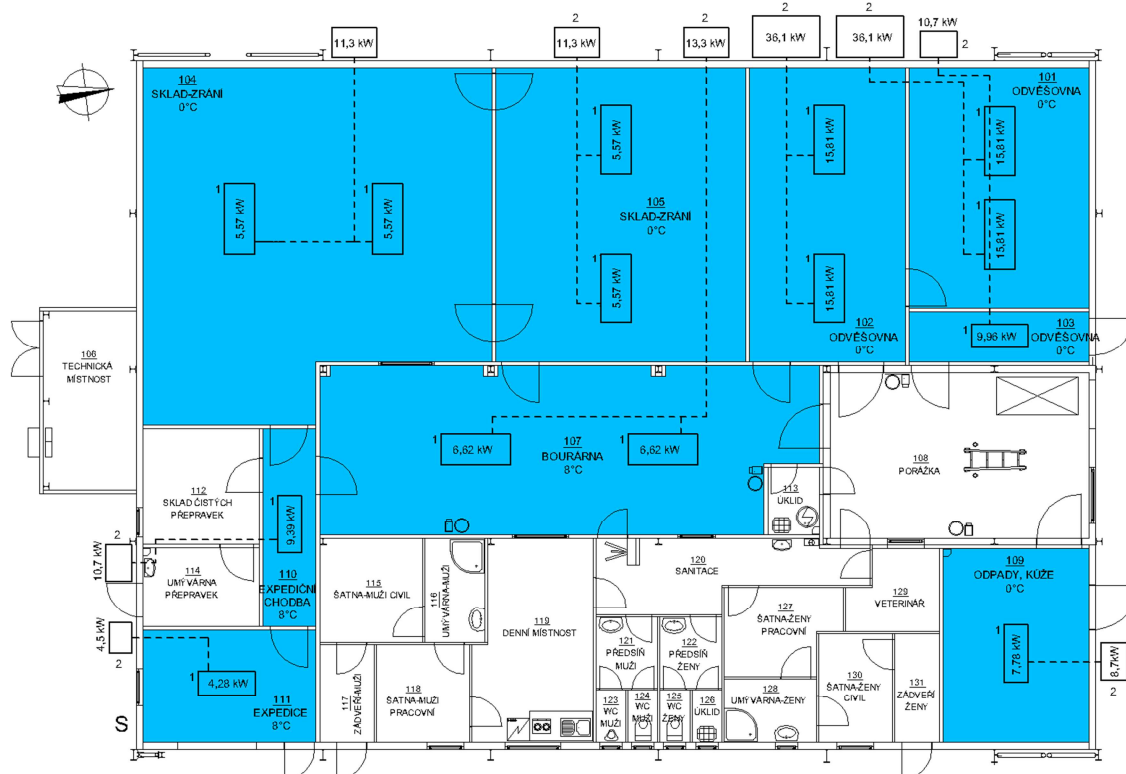 2
2
2
2
10,7 kW
2
11,3 kW
11,3 kW
13,3 kW
36,1 kW
36,1 kW
104
SKLAD-ZRÁNÍ
0°C
1
5,57 kW
1
5,57 kW
1
5,57 kW
1
5,57 kW
105
SKLAD-ZRÁNÍ
0°C
1
15,81 kW
1
15,81 kW
102
ODVĚŠOVNA
0°C
101
ODVĚŠOVNA
0°C
1
15,81 kW
1
15,81 kW
1
9,96 kW
103
ODVĚŠOVNA
0°C
106
TECHNICKÁ
MÍSTNOST
1
6,62 kW
107
BOURÁRNA
8°C
1
6,62 kW
108
PORÁŽKA
112
SKLAD ČISTÝCH
PŘEPRAVEK
1
9,39 kW
113
ÚKLID
2
10,7 kW
114
UMÝVÁRNA
PŘEPRAVEK
110
EXPEDIČNÍ
CHODBA
8°C
115
ŠATNA-MUŽI CIVIL
116
UMÝVÁRNA-MUŽI
119
DENNÍ MÍSTNOST
120
SANITACE
109
ODPADY, KŮŽE
0°C
129
VETERINÁŘ
127
ŠATNA-ŽENY
PRACOVNÍ
4,5 kW
2
1
4,28 kW
111
EXPEDICE
8°C
117
ZÁDVEŘÍ-MUŽI
118
ŠATNA-MUŽI
PRACOVNÍ
121
PŘEDSÍŇ
MUŽI
122
PŘEDSÍŇ
ŽENY
123
WC
MUŽI
124
WC
MUŽI
125
WC
ŽENY
126
ÚKLID
128
UMÝVÁRNA-ŽENY
130
ŠATNA-ŽENY
CIVIL
131
ZÁDVEŘÍ
ŽENY
1
7,78 kW
8,7kW
2
S